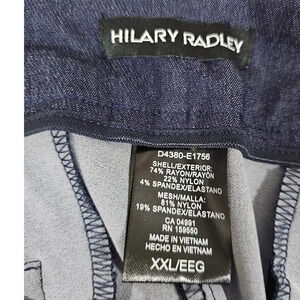 HILARY RADLEY
D4380-E1756
SHELL/EXTERIOR:
74% RAYON/RAYÓN
22% NYLON
4% SPANDEX/ELASTANO
MESH/MALLA:
81% NYLON
19% SPANDEX/ELASTANO
CA 04991
RN 159550
MADE IN VIETNAM
HECHO EN VIETNAM
XXL/EEG